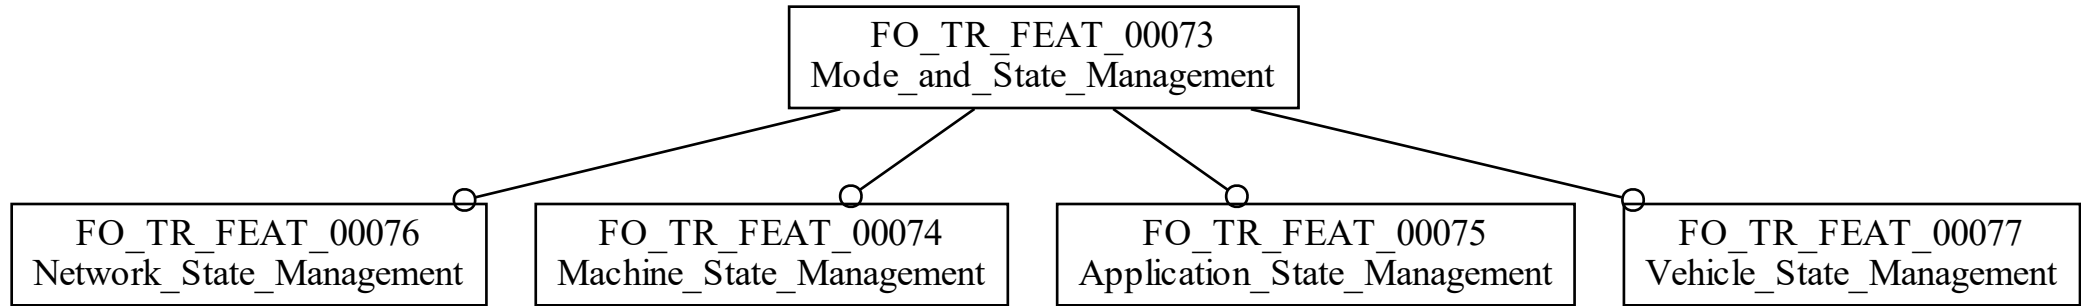 FO_TR_FEAT_00073
Mode_and_State_Management
FO_TR_FEAT_00076
Network_State_Management
FO_TR_FEAT_00074
Machine_State_Management
FO_TR_FEAT_00075
Application_State_Management
FO_TR_FEAT_00077
Vehicle_State_Management